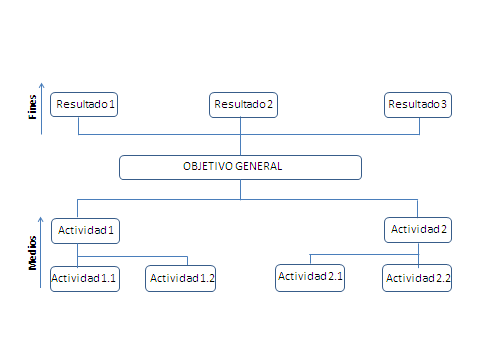 Fines
Resultado 1
Resultado 2
Resultado 3
OBJETIVO GENERAL
Medios
Actividad 1
Actividad 2
Actividad 1.1
Actividad 1.2
Actividad 2.1
Actividad 2.2